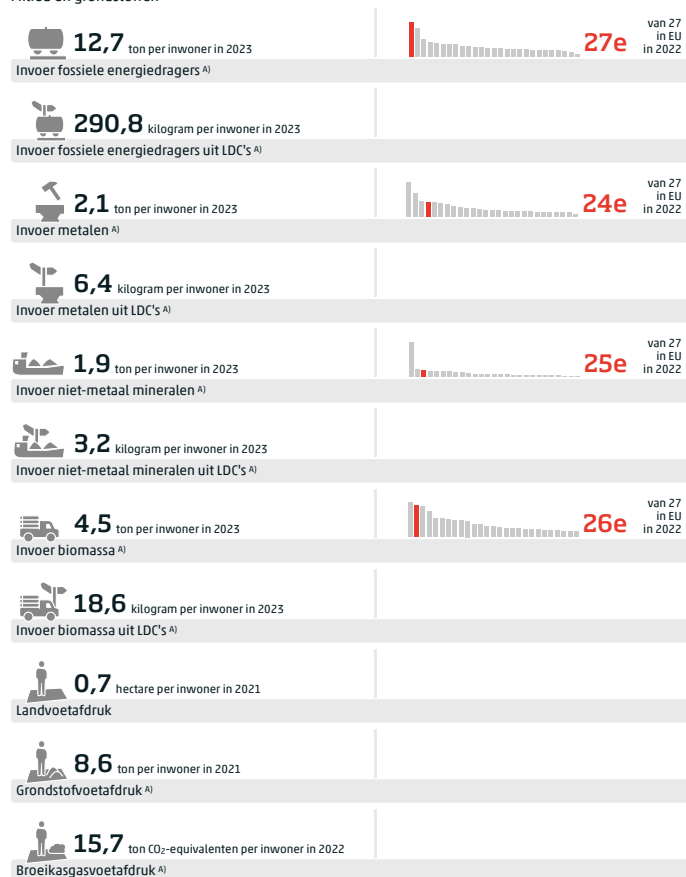 Milieu en grondstoffen
12,7 ton per inwoner in 2023
27e
van 27
in EU
in 2022
Invoer fossiele energiedragers A)
290,8 kilogram per inwoner in 2023
Invoer fossiele energiedragers uit LDC's A)
2,1 ton per inwoner in 2023
24e
van 27
in EU
in 2022
Invoer metalen A)
6,4 kilogram per inwoner in 2023
Invoer metalen uit LDC's A)
1,9 ton per inwoner in 2023
25e
van 27
in EU
in 2022
Invoer niet-metaal mineralen A)
3,2 kilogram per inwoner in 2023
Invoer niet-metaal mineralen uit LDC's A)
4,5 ton per inwoner in 2023
26e
van 27
in EU
in 2022
Invoer biomassa A)
18,6 kilogram per inwoner in 2023
Invoer biomassa uit LDC's A)
0,7 hectare per inwoner in 2021
Landvoetafdruk
8,6 ton per inwoner in 2021
Grondstofvoetafdruk A)
15,7 ton CO₂-equivalenten per inwoner in 2022
Broeikasgasvoetafdruk A)